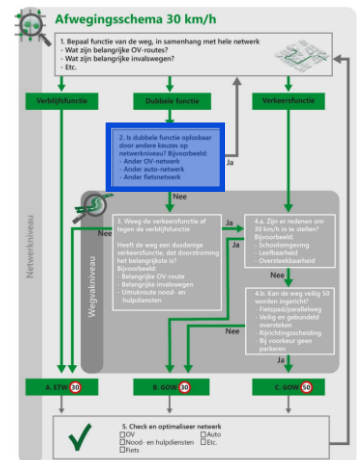 Afwegingsschema 30 km/h
1. Bepaal functie van de weg, in samenhang met hele netwerk
- Wat zijn belangrijke OV-routes?
- Wat zijn belangrijke invalswegen?
- Etc.
Verblijfsfunctie
Dubbele functie
Verkeersfunctie
2. Is dubbele functie oplosbaar
door andere keuzes op
netwerkniveau? Bijvoorbeeld:
- Ander OV-netwerk
- Ander auto-netwerk
- Ander fietsnetwerk
Ja
Nee
Netwerkniveau
Wegvakniveau
Nee
3. Weeg de verkeersfunctie af
tegen de verblijfsfunctie
Heeft de weg een dusdanige
verkeersfunctie, dat doorstroming
het belangrijkste is?
Bijvoorbeeld:
- Belangrijke OV-route
- Belangrijke invalsweg
- Uitrukroute nood- en
hulpdiensten
Ja
Ja
4.a. Zijn er redenen om
30 km/h in te stellen?
Bijvoorbeeld:
- Schoolomgeving
- Leefbaarheid
- Oversteekbaarheid
Nee
4.b. Kan de weg veilig 50
worden ingericht?
- Fietspad/parallelweg
- Veilig en gebundeld
oversteken
- Rijrichtingscheiding
- Bij voorkeur geen
parkeren
Nee
Ja
A. ETW 30
B. GOW 30
C. GOW 50
5. Check en optimaliseer netwerk
OV
Auto
Nood- en hulpdiensten
Etc.
Fiets